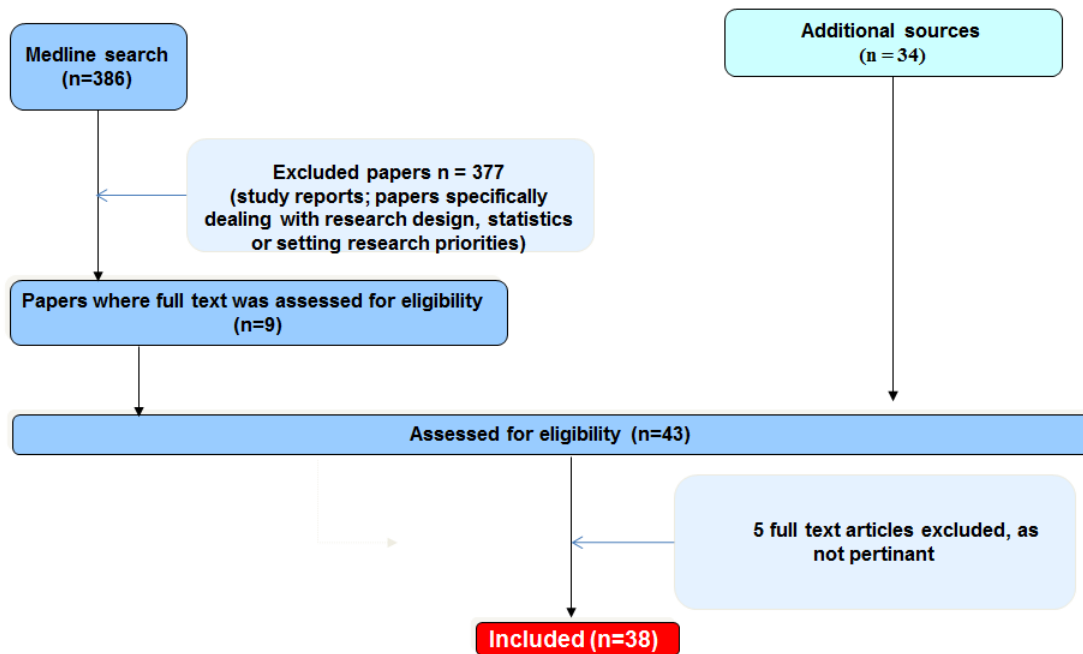 Medline search
(n=386)
Additional sources
(n = 34)
Excluded papers n = 377
(study reports; papers specifically
dealing with research design, statistics
or setting research priorities)
Papers where full text was assessed for eligibility
(n=9)
Assessed for eligibility (n=43)
5 full text articles excluded, as
not pertinant
Included (n=38)